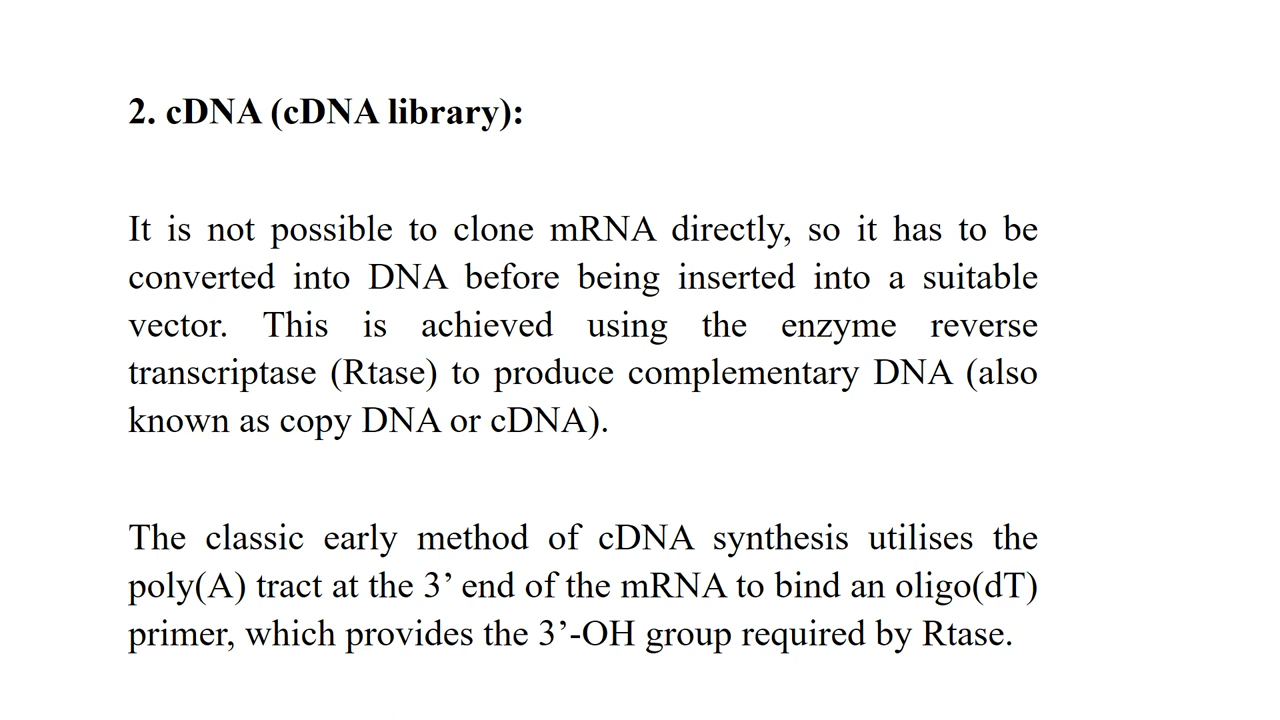 2. cDNA (cDNA library):
It is not possible to clone mRNA directly, so it has to be
converted into DNA before being inserted into a suitable
vector. This is achieved using the enzyme reverse
transcriptase (Rtase) to produce complementary DNA (also
known as copy DNA or cDNA).
The classic early method of cDNA synthesis utilises the
poly(A) tract at the 3’ end of the mRNA to bind an oligo(dT)
primer, which provides the 3’-OH group required by Rtase.